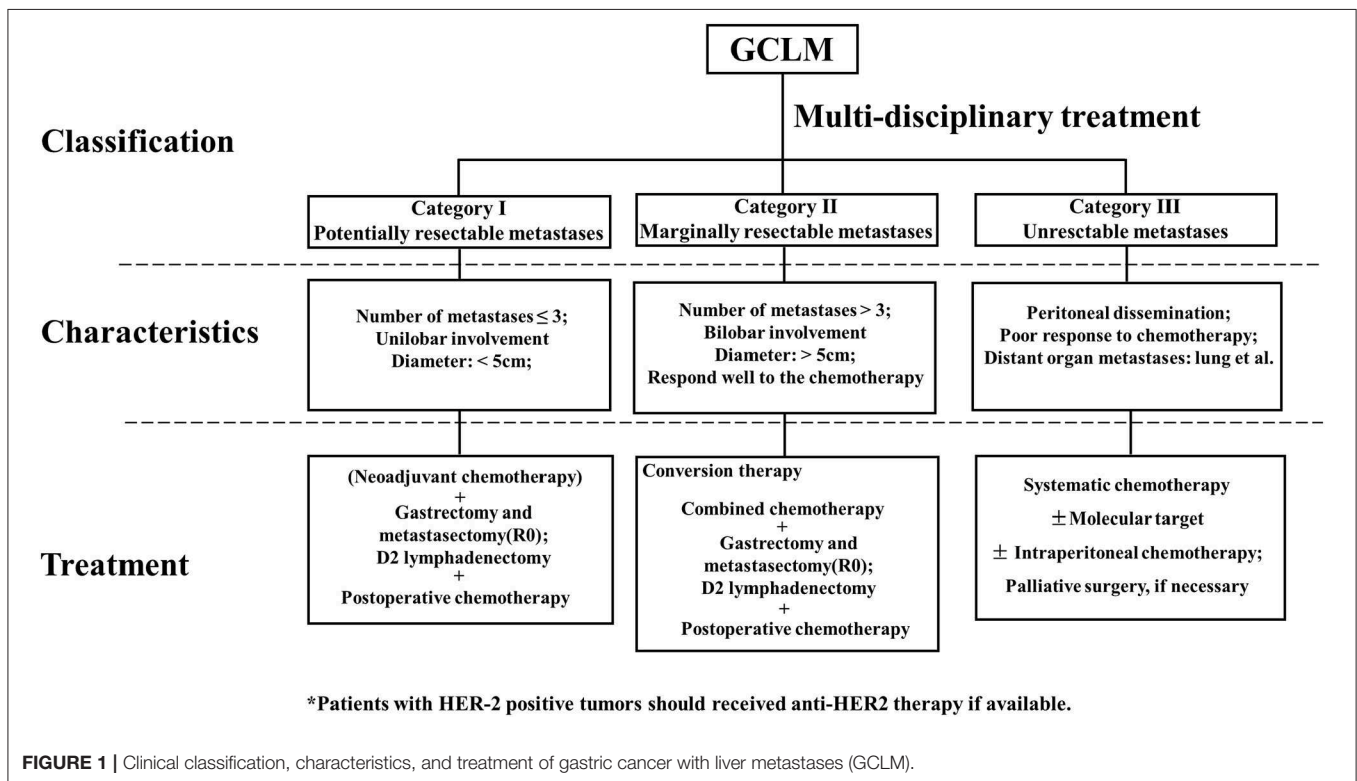 GCLM
Multi-disciplinary treatment
Classification
Category I
Potentially resectable metastases
Category II
Marginally resectable metastases
Category III
Unresctable metastases
Characteristics
Number of metastases ≤ 3;
Unilobar involvement
Diameter: < 5cm;
Number of metastases > 3;
Bilobar involvement
Diameter: > 5cm;
Respond well to the chemotherapy
Peritoneal dissemination;
Poor response to chemotherapy;
Distant organ metastases: lung et al.
Treatment
(Neoadjuvant chemotherapy)
+
Gastrectomy and
metastasectomy(R0);
D2 lymphadenectomy
+
Postoperative chemotherapy
Conversion therapy
Combined chemotherapy
+
Gastrectomy and
metastasectomy(R0);
D2 lymphadenectomy
+
Postoperative chemotherapy
Systematic chemotherapy
±Molecular target
± Intraperitoneal chemotherapy;
Palliative surgery, if necessary
*Patients with HER-2 positive tumors should received anti-HER2 therapy if available.
FIGURE 1 | Clinical classification, characteristics, and treatment of gastric cancer with liver metastases (GCLM).